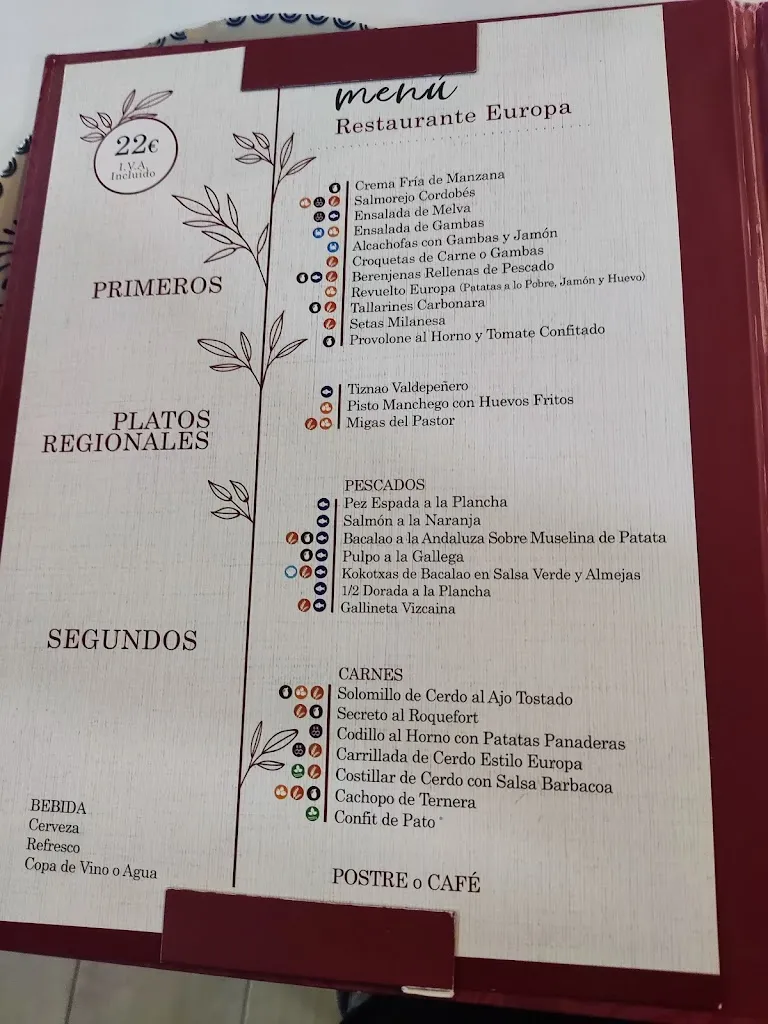 menú
Restaurante Europa
22€
I.V.A.
Incluido
PRIMEROS
Crema Fría de Manzana
Salmorejo Cordobés
Ensalada de Melva
Ensalada de Gambas
Alcachofas con Gambas y Jamón
Croquetas de Carne o Gambas
Berenjenas Rellenas de Pescado
Revuelto Europa (Patatas a lo Pobre, Jamón y Huevo)
Tallarines Carbonara
Setas Milanesa
Provolone al Horno y Tomate Confitado
PLATOS
REGIONALES
Tiznao Valdepeñero
Pisto Manchego con Huevos Fritos
Migas del Pastor
SEGUNDOS
PESCADOS
Pez Espada a la Plancha
Salmón a la Naranja
Bacalao a la Andaluza Sobre Muselina de Patata
Pulpo a la Gallega
Kokotxas de Bacalao en Salsa Verde y Almejas
1/2 Dorada a la Plancha
Gallineta Vizcaina
CARNES
Solomillo de Cerdo al Ajo Tostado
Secreto al Roquefort
Codillo al Horno con Patatas Panaderas
Carrillada de Cerdo Estilo Europa
Costillar de Cerdo con Salsa Barbacoa
Cachopo de Ternera
Confit de Pato
BEBIDA
Cerveza
Refresco
Copa de Vino o Agua
POSTRE o CAFÉ